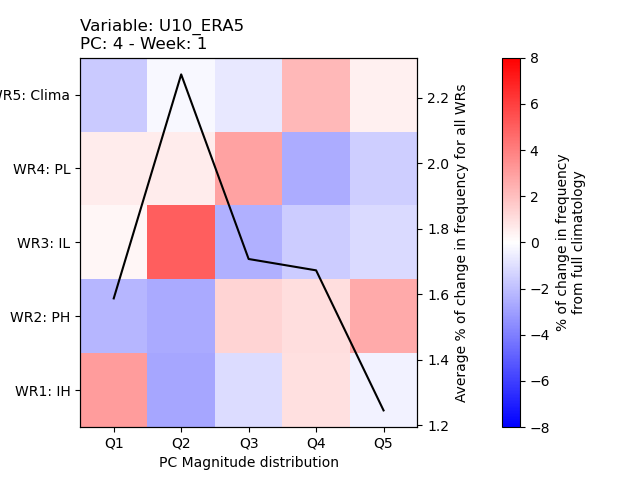 Variable: U10_ERA5
PC: 4 - Week: 1
WR5: Clima
WR4: PL
WR3: IL
WR2: PH
WR1: IH
Q1 Q2 Q3 Q4 Q5
PC Magnitude distribution
2.2
2.0
1.8
1.6
1.4
1.2
Average % of change in frequency for all WRs
8
6
4
2
0
−2
−4
−6
−8
% of change in frequency
from full climatology